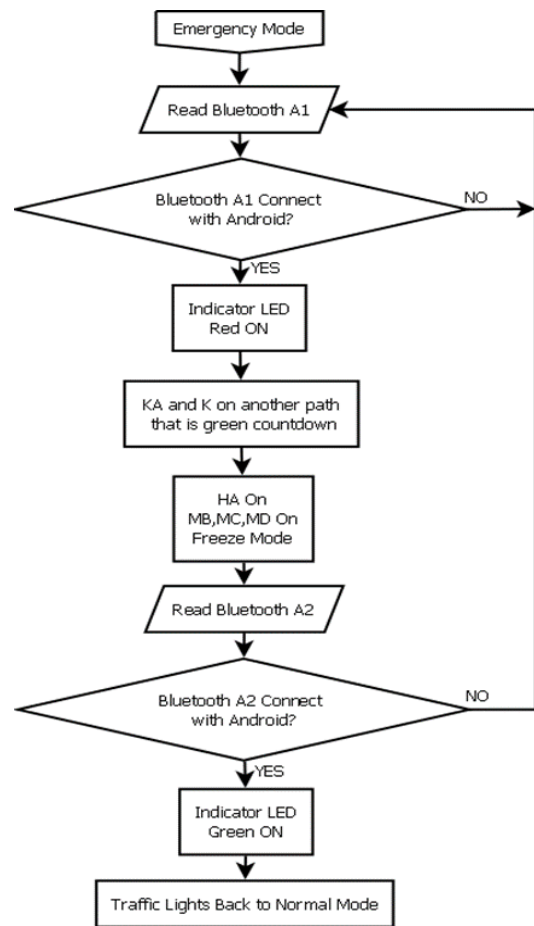 Emergency Mode
Read Bluetooth A1
Bluetooth A1 Connect
with Android?
NO
YES
Indicator LED
Red ON
KA and K on another path
that is green countdown
HA On
MB,MC,MD On
Freeze Mode
Read Bluetooth A2
Bluetooth A2 Connect
with Android?
NO
YES
Indicator LED
Green ON
Traffic Lights Back to Normal Mode